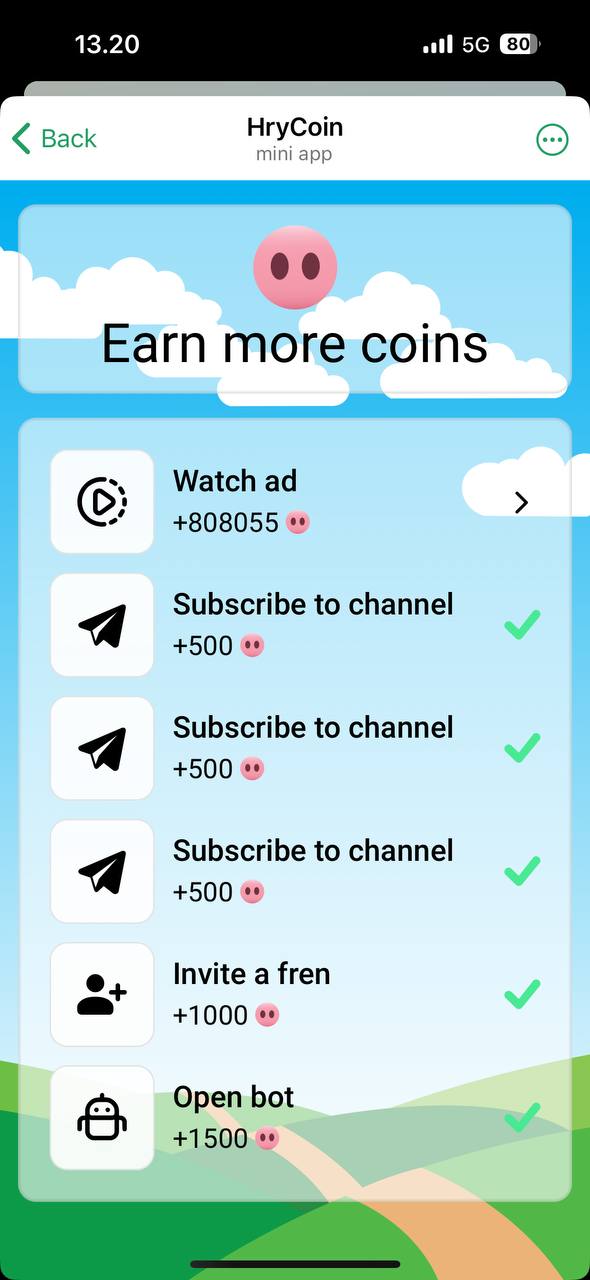 13.20
5G
80
Back
HryCoin
mini app
Earn more coins
Watch ad
+808055
Subscribe to channel
+500
Subscribe to channel
+500
Subscribe to channel
+500
Invite a fren
+1000
Open bot
+1500